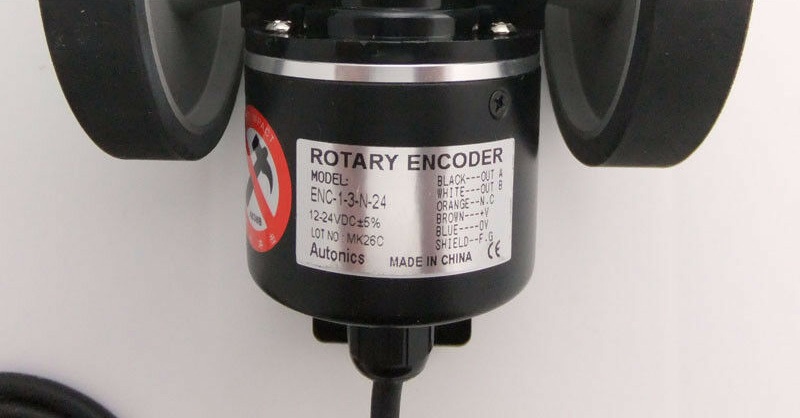 ROTARY ENCODER
MODEL:
ENC-1-3-N-24
12-24VDC±5%
LOT NO : MK26C
Autonics
BLACK---OUT A
WHITE---OUT B
ORANGE--N.C
BROWN---+V
BLUE----0V
SHIELD--F.G
MADE IN CHINA CE